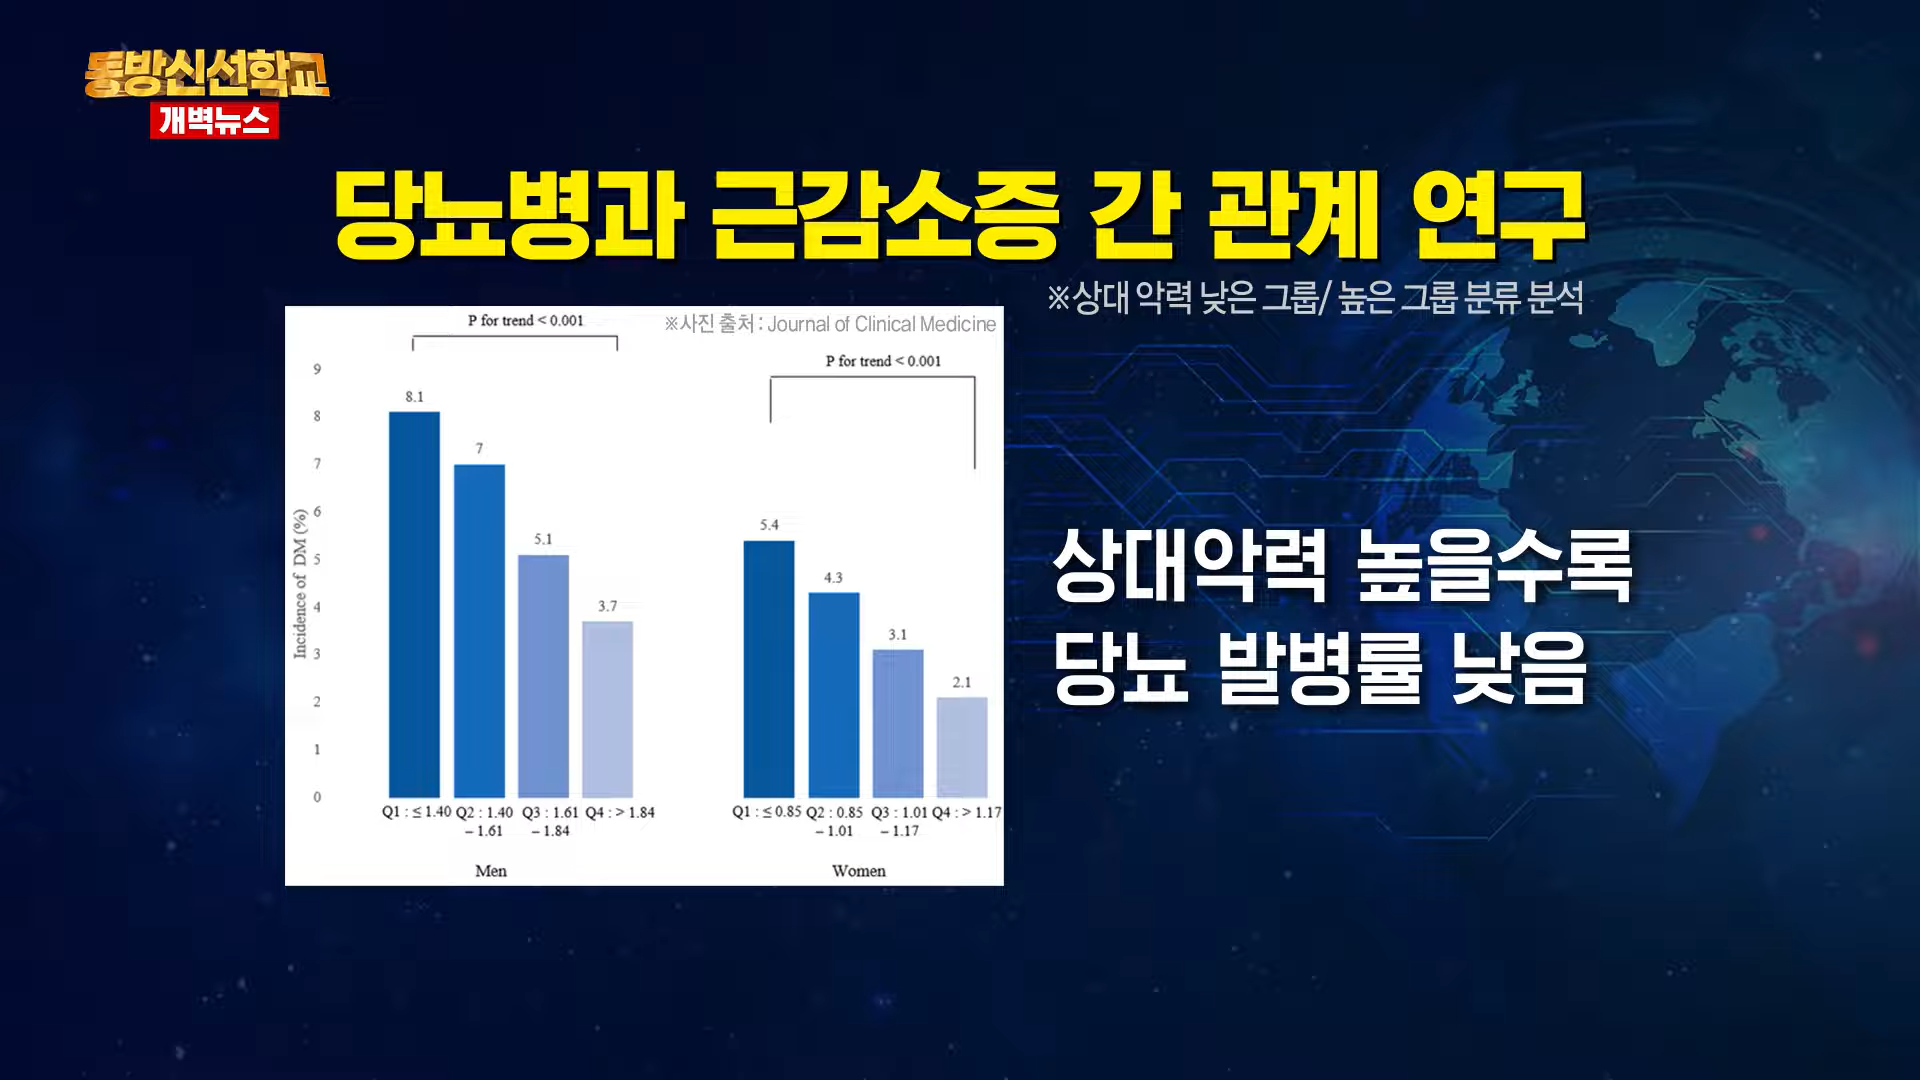 동방신선학교
개벽뉴스
당뇨병과 근감소증 간 관계 연구
※상대 악력 낮은 그룹/ 높은 그룹 분류 분석
P for trend < 0.001
※사진 출처 : Journal of Clinical Medicine
P for trend < 0.001
Incidence of DM (%)
9
8
7
6
5
4
3
2
1
0
8.1
7
5.1
3.7
5.4
4.3
3.1
2.1
Q1 : ≤ 1.40
Q2 : 1.40
– 1.61
Q3 : 1.61
– 1.84
Q4 : > 1.84
Q1 : ≤ 0.85
Q2 : 0.85
– 1.01
Q3 : 1.01
– 1.17
Q4 : > 1.17
Men
Women
상대악력 높을수록
당뇨 발병률 낮음